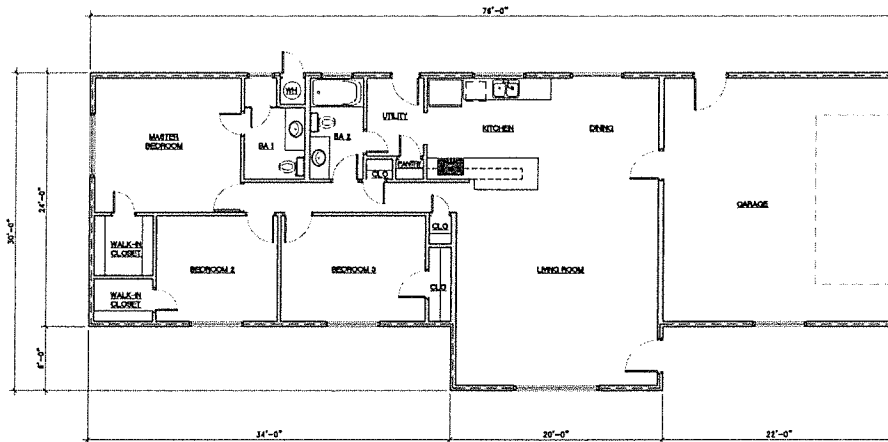 76'-0"
WH
MASTER
BEDROOM
BA 1
BA 2
UTILITY
KITCHEN
DINING
PANTRY
CLO
GARAGE
30'-0"
24'-0"
WALK-IN
CLOSET
CLO
BEDROOM 2
BEDROOM 3
LIVING ROOM
WALK-IN
CLOSET
CLO
6'-0"
34'-0"
20'-0"
22'-0"